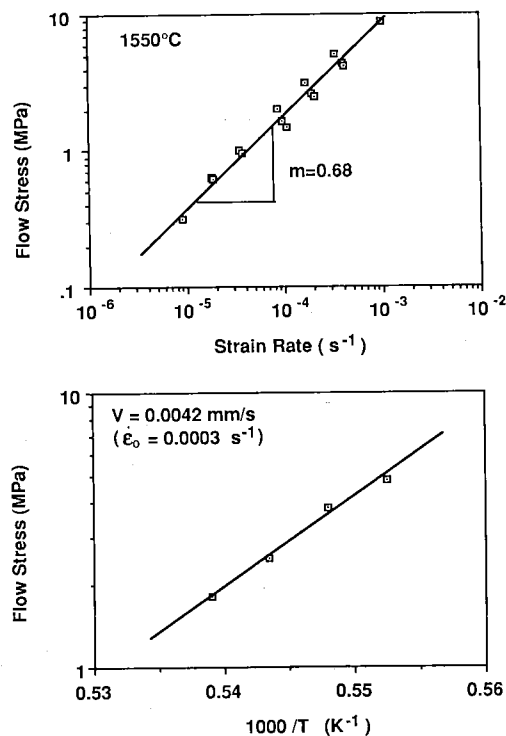 10
1550°C
1
m=0.68
.1
10-6
10-5
10-4
10-3
10-2
Flow Stress (MPa)
Strain Rate ( s-1)
10
V = 0.0042 mm/s
( ε̇o = 0.0003 s-1)
1
0.53
0.54
0.55
0.56
Flow Stress (MPa)
1000 /T (K-1)